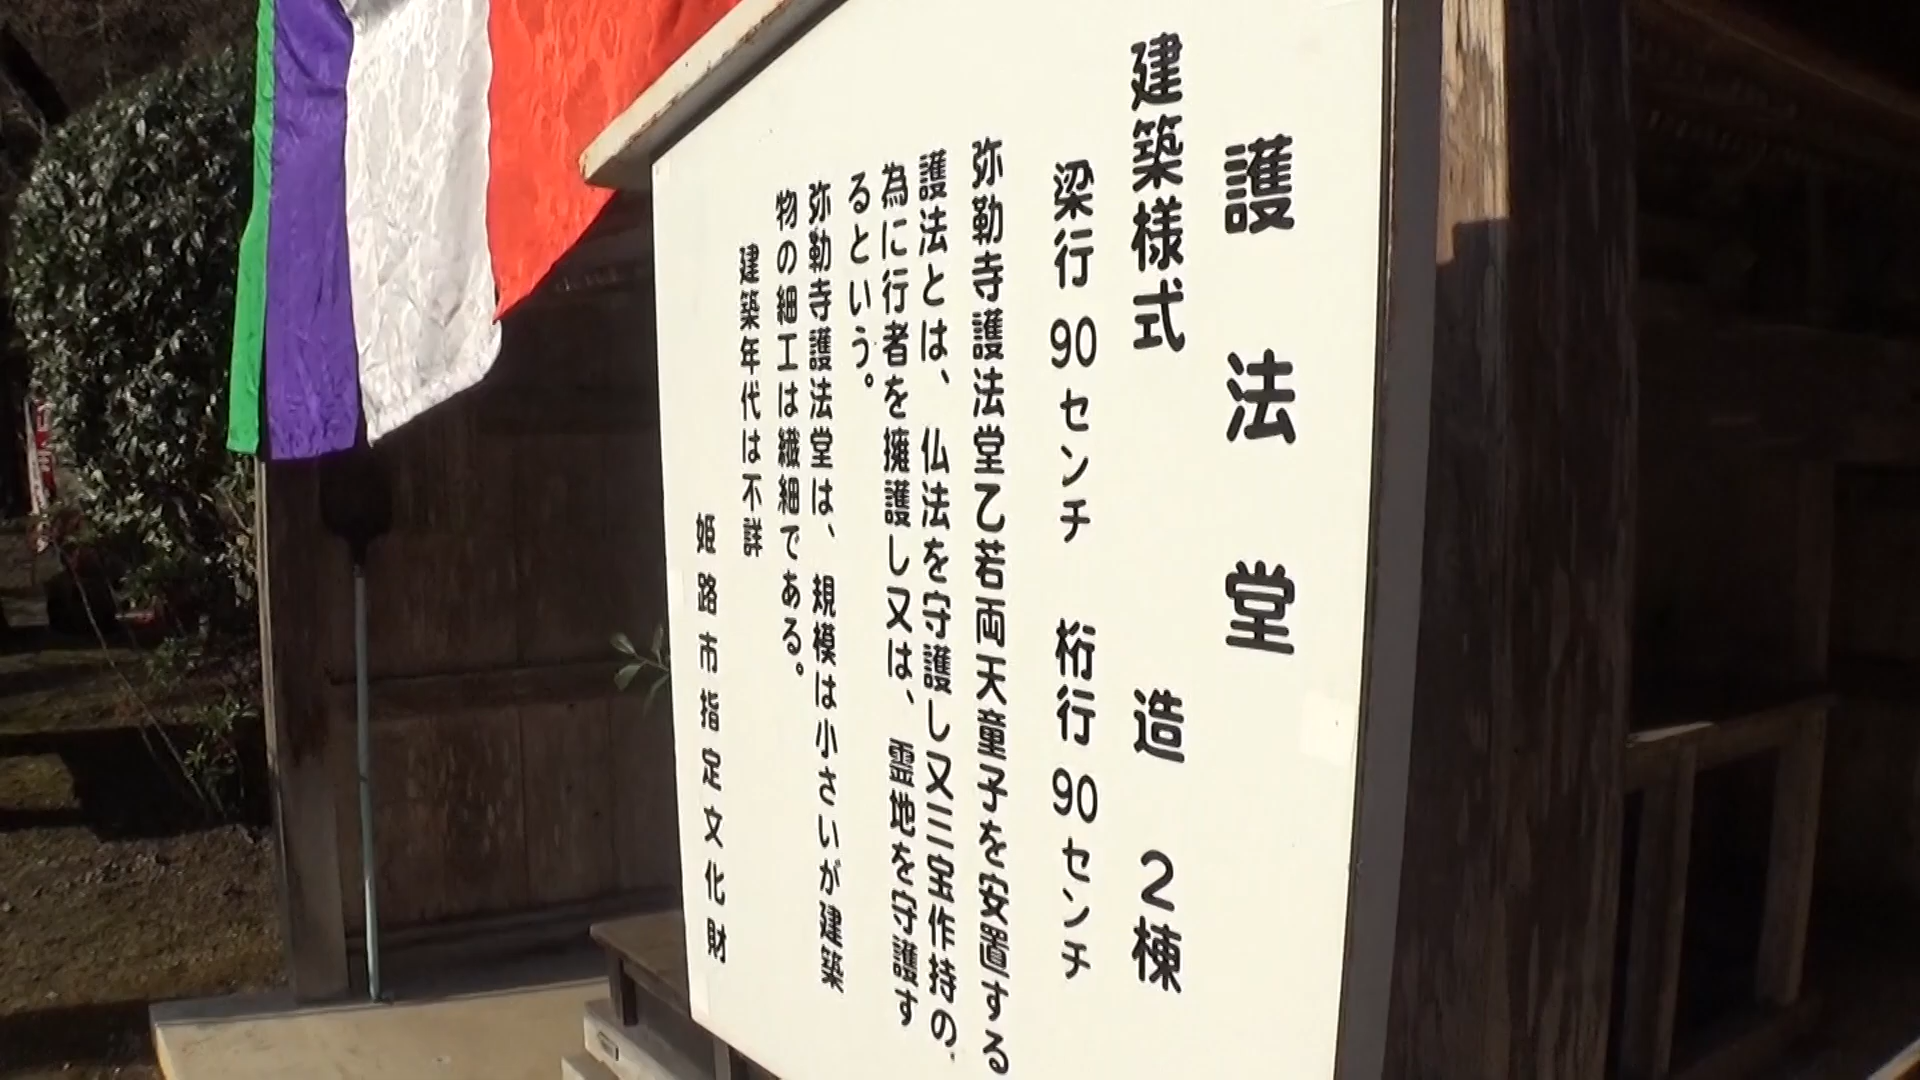 護法堂
建築様式 造 2棟
梁行 90 センチ 桁行 90 センチ
弥勒寺護法堂乙若両天童子を安置する
護法とは、仏法を守護し又三宝作持の、
為に行者を擁護し又は、霊地を守護す
るという。
弥勒寺護法堂は、規模は小さいが建築
物の細工は繊細である。
建築年代は不詳
姫路市指定文化財